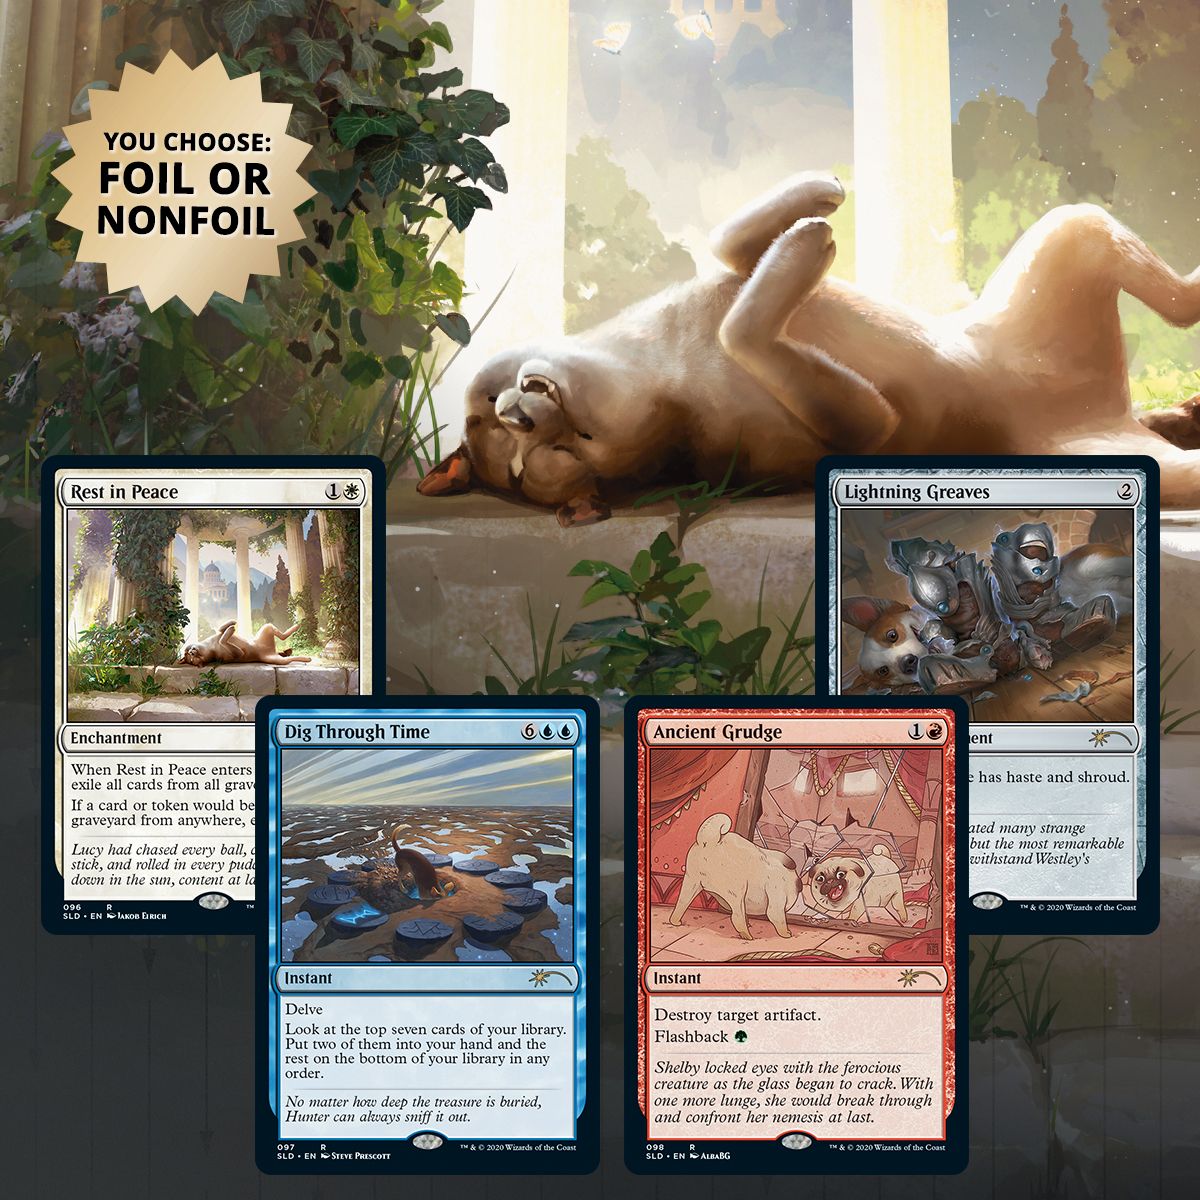 YOU CHOOSE:
FOIL OR
NONFOIL
Rest in Peace 1
Enchantment
When Rest in Peace enters
exile all cards from all
If a card or token would be
graveyard from anywhere,
Lucy had chased every ball,
stick, and rolled in every
down in the sun, content at
096 R
SLD • EN JAKOB EIRICH
™
Lightning Greaves 2
has haste and shroud.
many strange
but the most remarkable
withstand Westley's
™ & © 2020 Wizards of the Coast
Dig Through Time 6
Instant
Delve
Look at the top seven cards of your library.
Put two of them into your hand and the
rest on the bottom of your library in any
order.
No matter how deep the treasure is buried,
Hunter can always sniff it out.
097 R
SLD • EN STEVE PRESCOTT
™ & © 2020 Wizards of the Coast
Ancient Grudge 1
Instant
Destroy target artifact.
Flashback
Shelby locked eyes with the ferocious
creature as the glass began to crack. With
one more lunge, she would break through
and confront her nemesis at last.
098 R
SLD • EN ALBABG
™ & © 2020 Wizards of the Coast